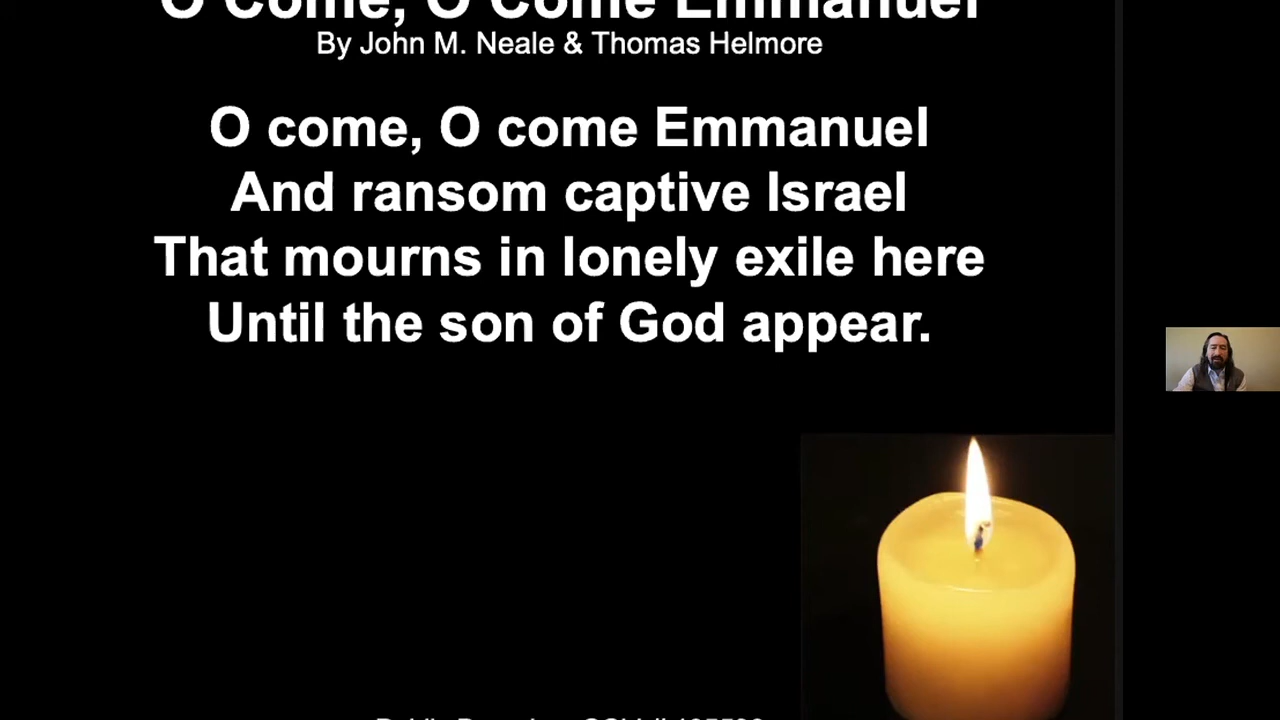 O Come, O Come Emmanuel
By John M. Neale & Thomas Helmore
O come, O come Emmanuel
And ransom captive Israel
That mourns in lonely exile here
Until the son of God appear.